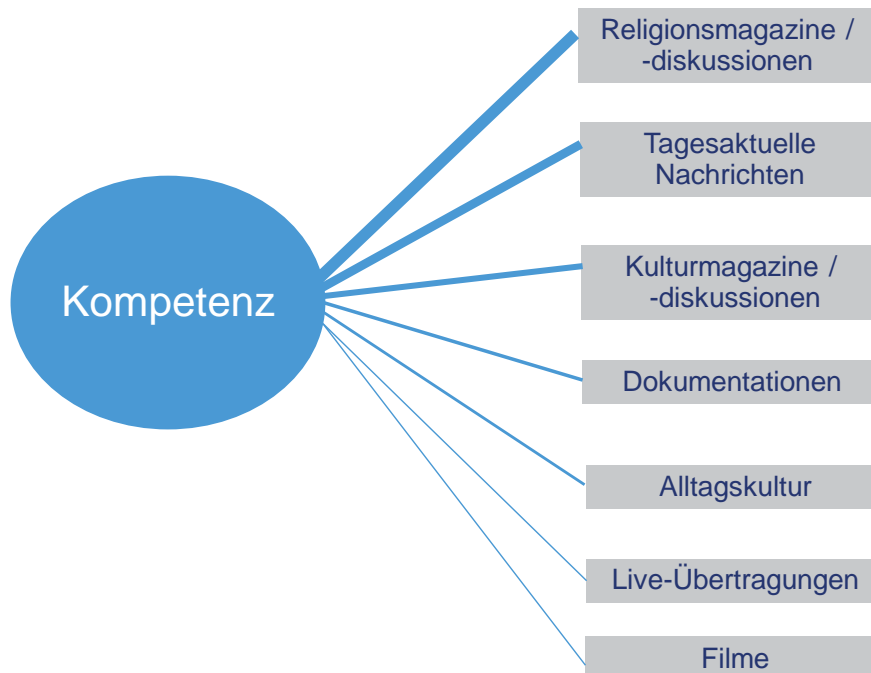 Religionsmagazine /
-diskussionen
Tagesaktuelle
Nachrichten
Kompetenz
Kulturmagazine /
-diskussionen
Dokumentationen
Alltagskultur
Live-Übertragungen
Filme